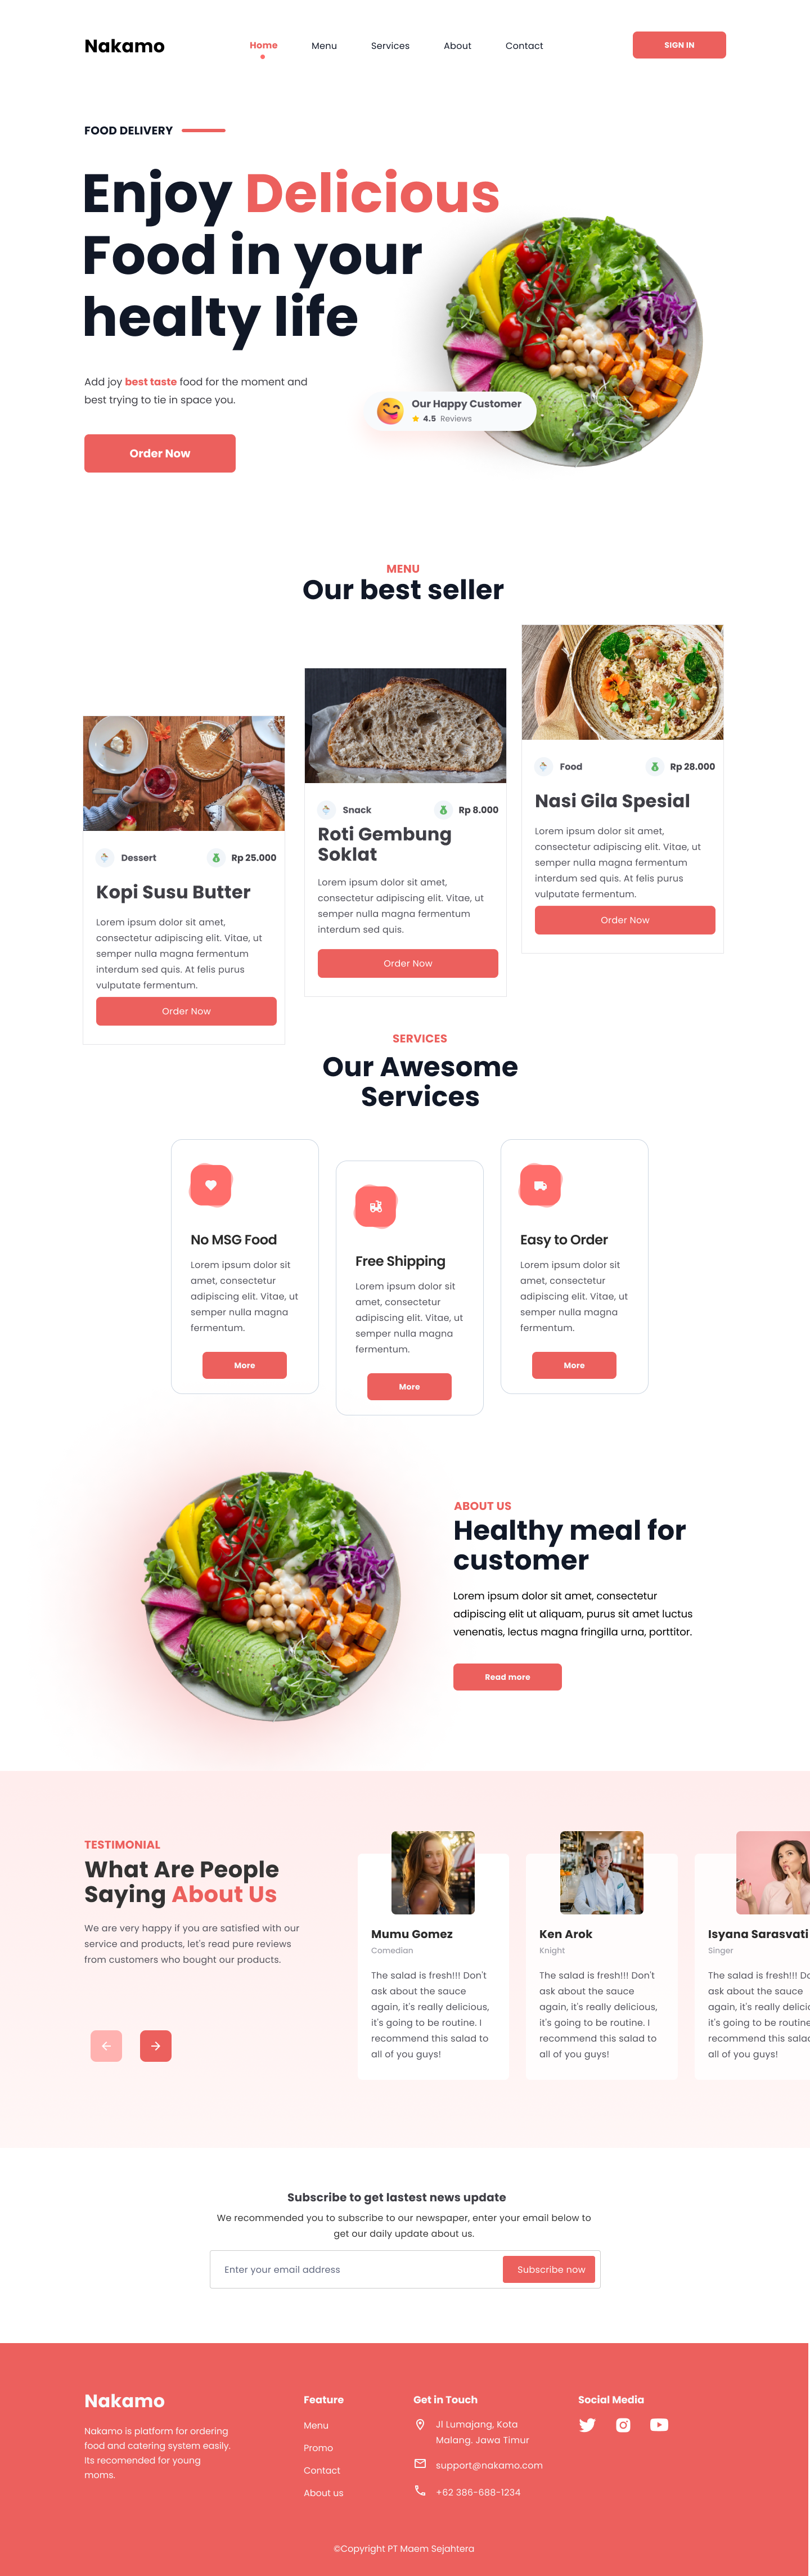 Nakamo
Home
Menu
Services
About
Contact
SIGN IN
FOOD DELIVERY
Enjoy Delicious
Food in your
healty life
Add joy best taste food for the moment and
best trying to tie in space you.
Our Happy Customer
4.5 Reviews
Order Now
MENU
Our best seller
Dessert
Rp 25.000
Kopi Susu Butter
Lorem ipsum dolor sit amet,
consectetur adipiscing elit. Vitae, ut
semper nulla magna fermentum
interdum sed quis. At felis purus
vulputate fermentum.
Order Now
Snack
Rp 8.000
Roti Gembung
Soklat
Lorem ipsum dolor sit amet,
consectetur adipiscing elit. Vitae, ut
semper nulla magna fermentum
interdum sed quis.
Order Now
Food
Rp 28.000
Nasi Gila Spesial
Lorem ipsum dolor sit amet,
consectetur adipiscing elit. Vitae, ut
semper nulla magna fermentum
interdum sed quis. At felis purus
vulputate fermentum.
Order Now
SERVICES
Our Awesome
Services
No MSG Food
Lorem ipsum dolor sit
amet, consectetur
adipiscing elit. Vitae, ut
semper nulla magna
fermentum.
More
Free Shipping
Lorem ipsum dolor sit
amet, consectetur
adipiscing elit. Vitae, ut
semper nulla magna
fermentum.
More
Easy to Order
Lorem ipsum dolor sit
amet, consectetur
adipiscing elit. Vitae, ut
semper nulla magna
fermentum.
More
ABOUT US
Healthy meal for
customer
Lorem ipsum dolor sit amet, consectetur
adipiscing elit ut aliquam, purus sit amet luctus
venenatis, lectus magna fringilla urna, porttitor.
Read more
TESTIMONIAL
What Are People
Saying About Us
We are very happy if you are satisfied with our
service and products, let's read pure reviews
from customers who bought our products.
Mumu Gomez
Comedian
The salad is fresh!!! Don't
ask about the sauce
again, it's really delicious,
it's going to be routine. I
recommend this salad to
all of you guys!
Ken Arok
Knight
The salad is fresh!!! Don't
ask about the sauce
again, it's really delicious,
it's going to be routine. I
recommend this salad to
all of you guys!
Isyana Sarasvati
Singer
The salad is fresh!!!
ask about the sauce
again, it's really
it's going to be
recommend this
all of you guys!
Subscribe to get lastest news update
We recommended you to subscribe to our newspaper, enter your email below to
get our daily update about us.
Enter your email address
Subscribe now
Nakamo
Nakamo is platform for ordering
food and catering system easily.
Its recomended for young
moms.
Feature
Menu
Promo
Contact
About us
Get in Touch
Jl Lumajang, Kota
Malang. Jawa Timur
support@nakamo.com
+62 386-688-1234
Social Media
©Copyright PT Maem Sejahtera